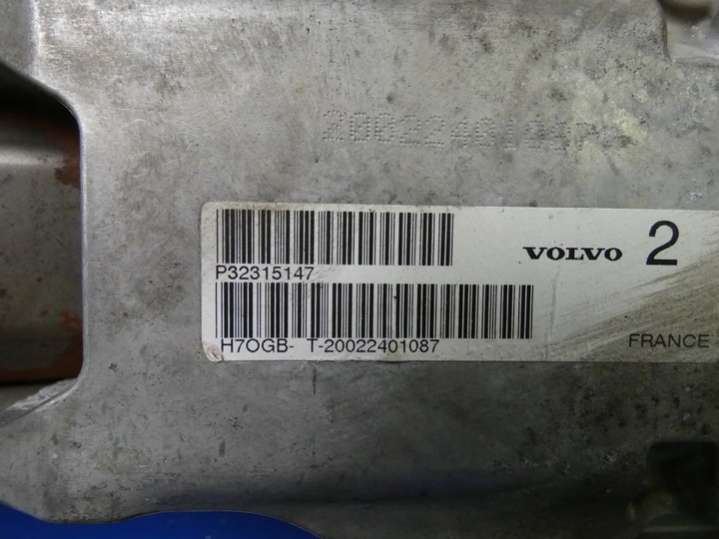 P32315147
VOLVO 2
H7OGB- T-20022401087
FRANCE